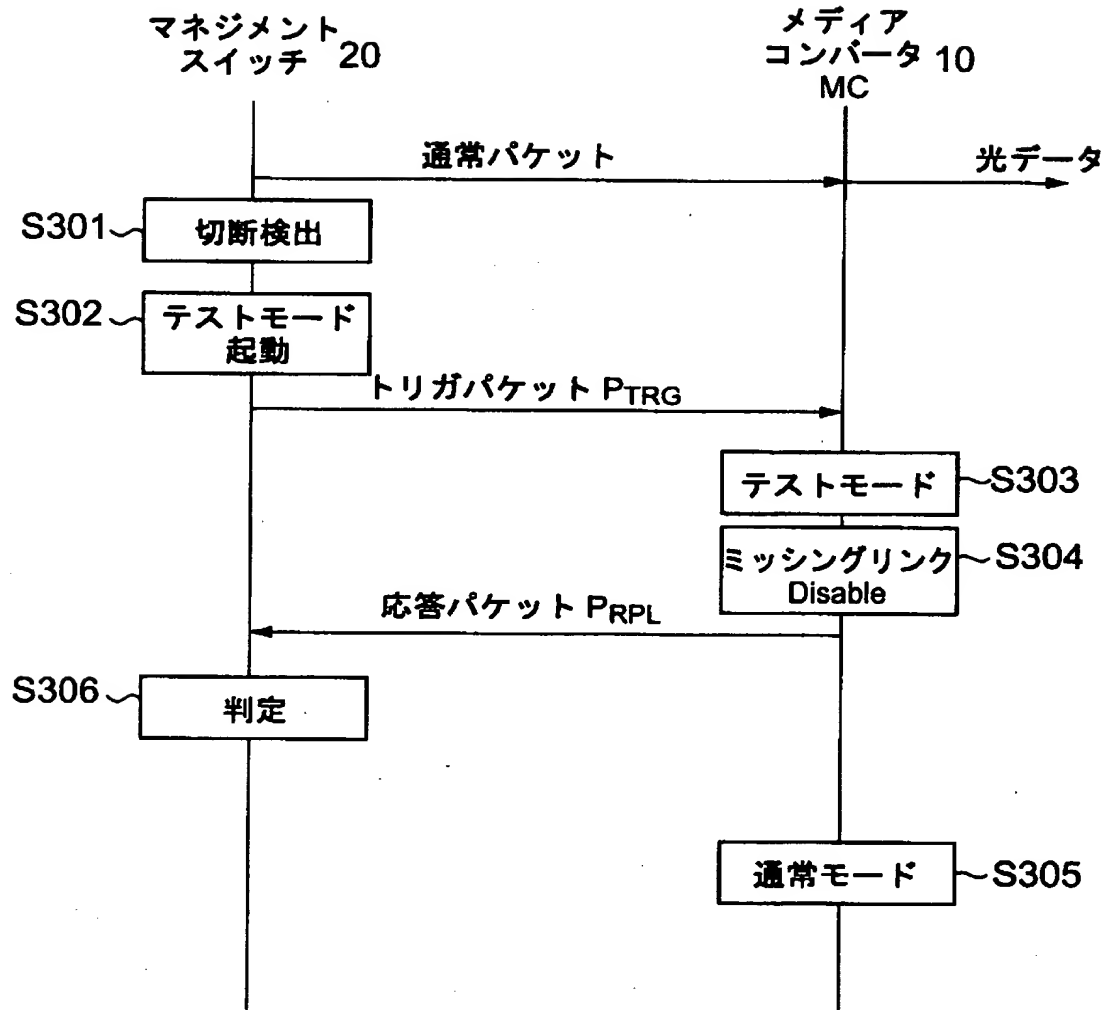 マネジメント
スイッチ 20
メディア
コンバータ 10
MC
通常パケット
光データ
S301 切断検出
S302 テストモード
起動
トリガパケット PTRG
テストモード S303
ミッシングリンク
Disable S304
応答パケット PRPL
S306 判定
通常モード S305